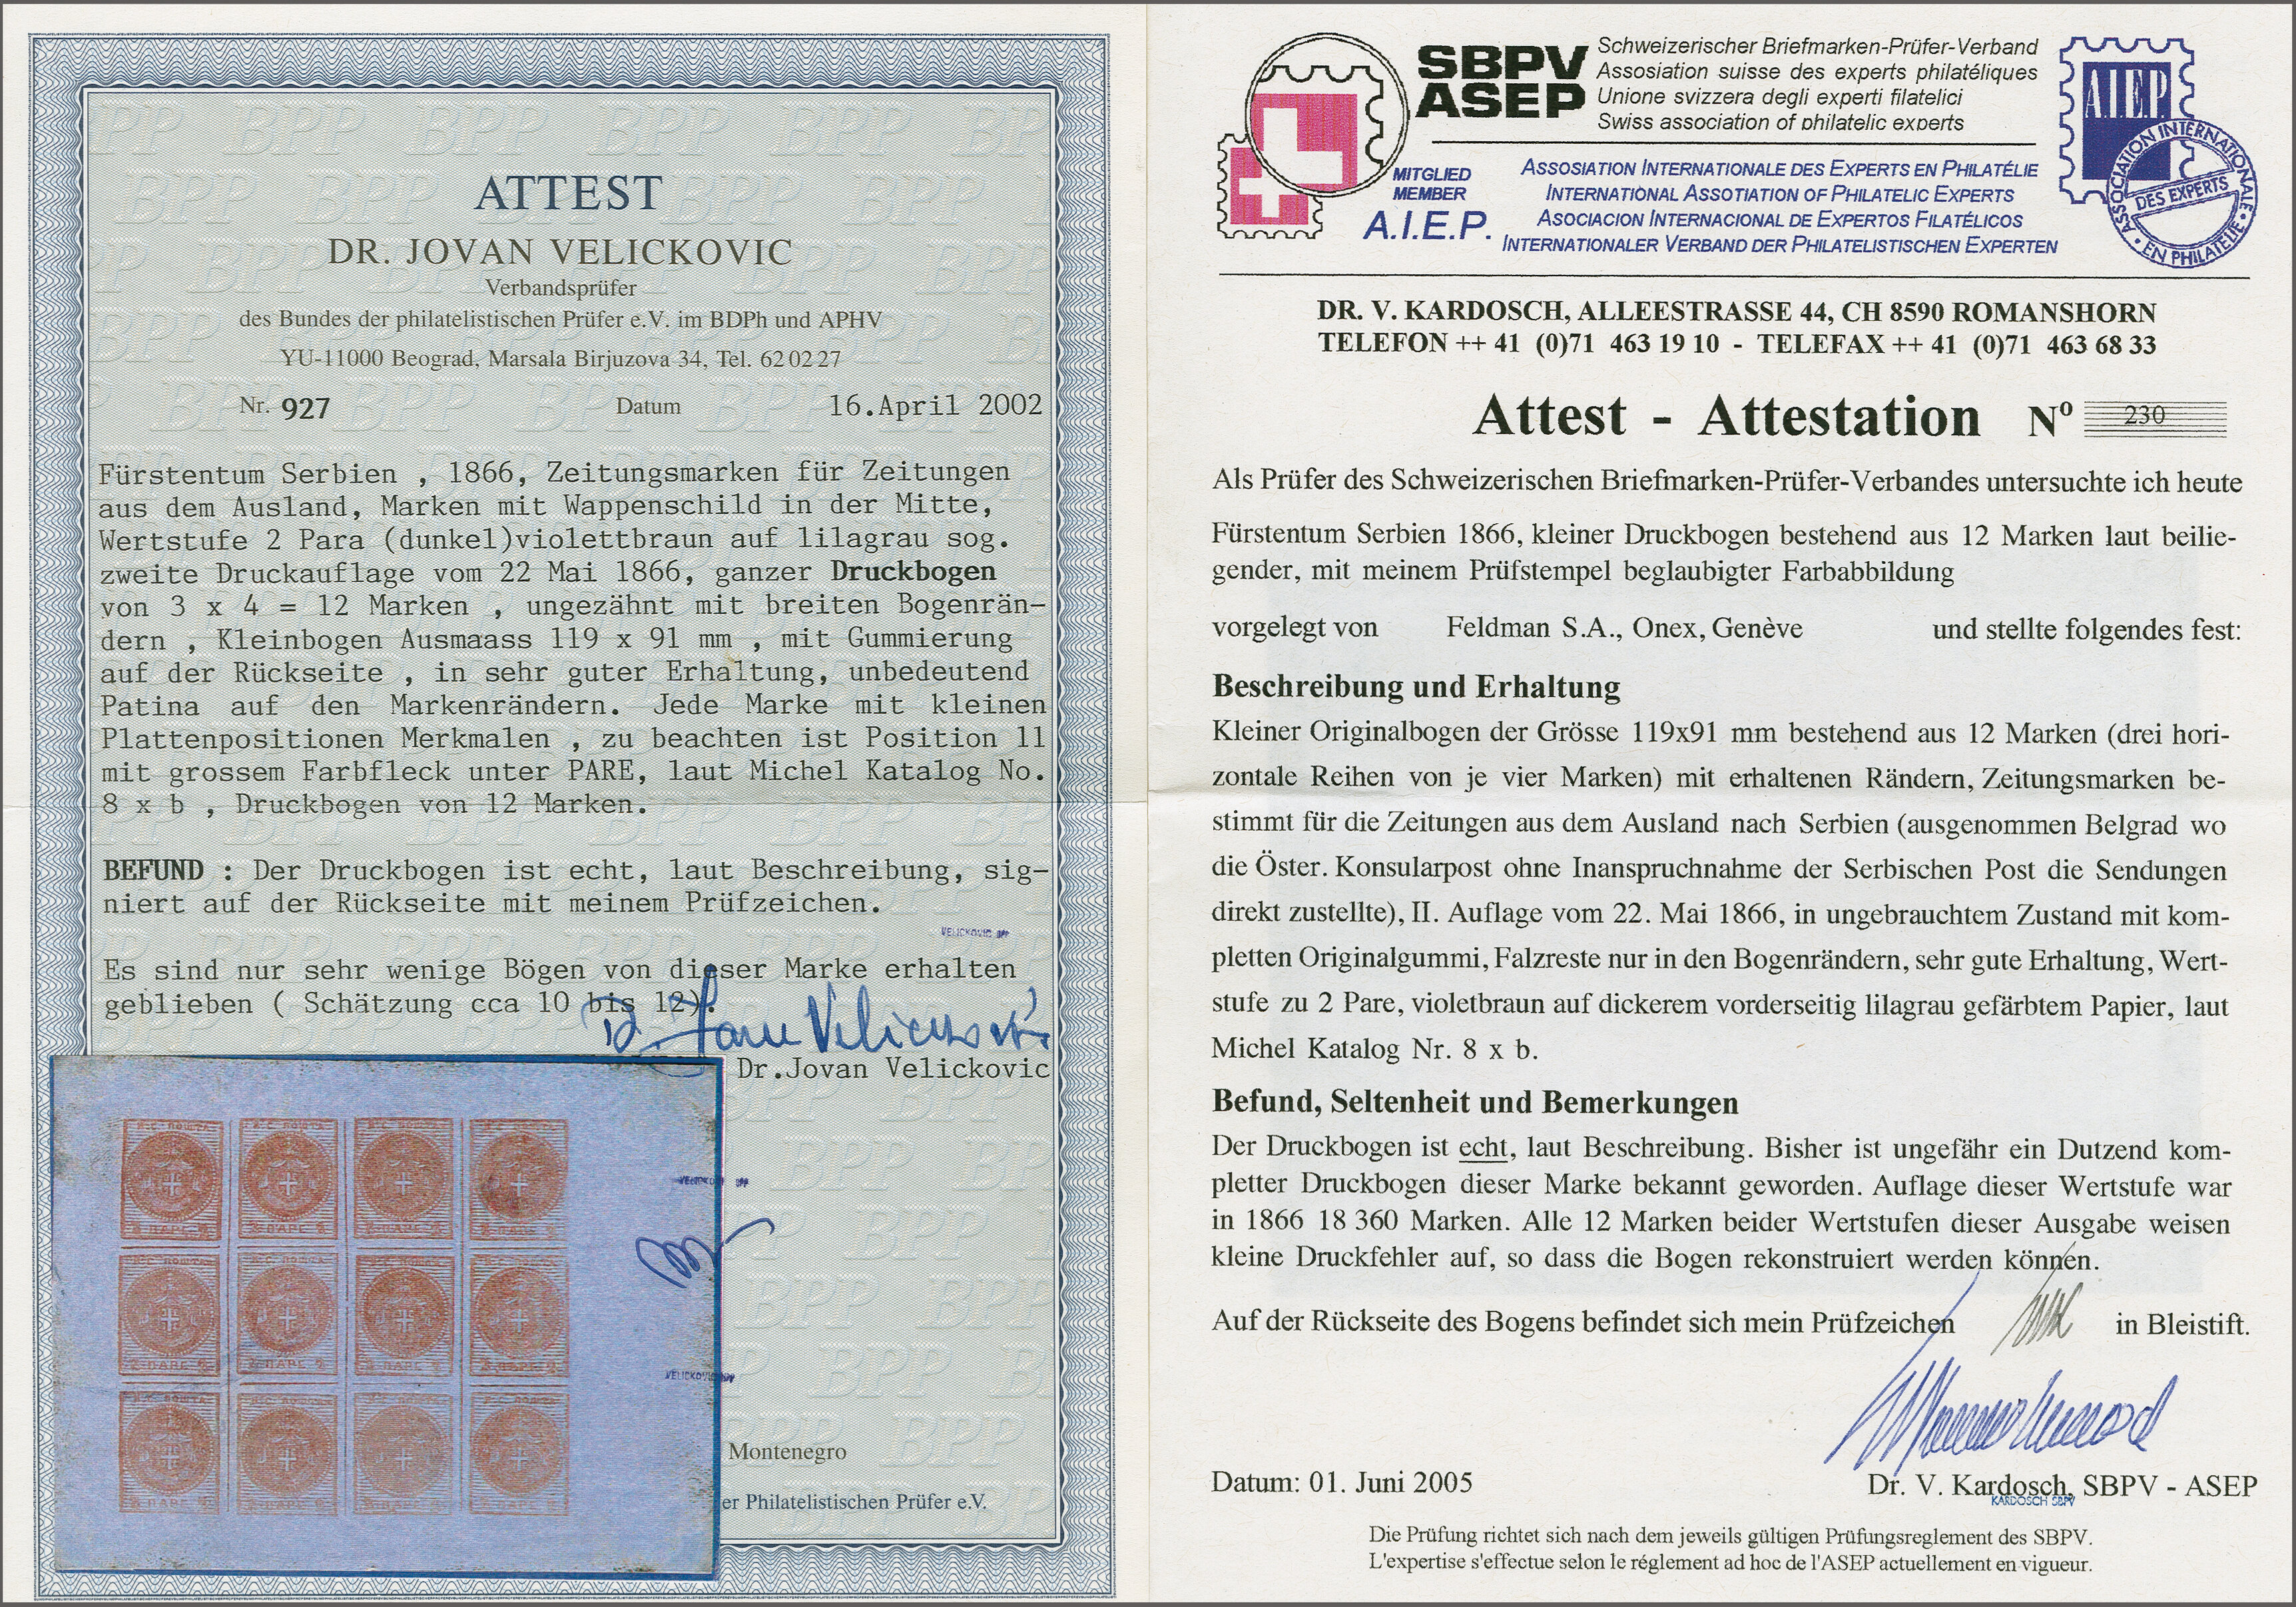 ATTEST
DR. JOVAN VELICKOVIC
Verbandsprüfer
des Bundes der philatelistischen Prüfer e.V. im BDPh und APHV
YU-11000 Beograd, Marsala Birjuzova 34, Tel. 62 02 27
Nr. 927 Datum 16.April 2002
Fürstentum Serbien , 1866, Zeitungsmarken für Zeitungen
aus dem Ausland, Marken mit Wappenschild in der Mitte,
Wertstufe 2 Para (dunkel)violettbraun auf lilagrau sog.
zweite Druckauflage vom 22 Mai 1866, ganzer Druckbogen
von 3 x 4 = 12 Marken , ungezähnt mit breiten Bogenrän-
dern , Kleinbogen Ausmaass 119 x 91 mm , mit Gummierung
auf der Rückseite , in sehr guter Erhaltung, unbedeutend
Patina auf den Markenrändern. Jede Marke mit kleinen
Plattenpositionen Merkmalen , zu beachten ist Position 11
mit grossem Farbfleck unter PARE, laut Michel Katalog No.
8 x b , Druckbogen von 12 Marken.
BEFUND : Der Druckbogen ist echt, laut Beschreibung, sig-
niert auf der Rückseite mit meinem Prüfzeichen.
VELICKOVIC BPP
Es sind nur sehr wenige Bögen von dieser Marke erhalten
geblieben ( Schätzung cca 10 bis 12).
Dr. Jovan Velickovic
Dr.Jovan Velickovic
VELICKOVIC BPP
VELICKOVIC BPP
Montenegro
er Philatelistischen Prüfer e.V.
SBPV
ASEP
Schweizerischer Briefmarken-Prüfer-Verband
Assosiation suisse des experts philatéliques
Unione svizzera degli experti filatelici
Swiss association of philatelic experts
MITGLIED
MEMBER
A.I.E.P.
ASSOSIATION INTERNATIONALE DES EXPERTS EN PHILATÉLIE
INTERNATIONAL ASSOTIATION OF PHILATELIC EXPERTS
ASOCIACION INTERNACIONAL DE EXPERTOS FILATÉLICOS
INTERNATIONALER VERBAND DER PHILATELISTISCHEN EXPERTEN
A.I.E.P.
ASSOCIATION INTERNATIONALE
DES EXPERTS
EN PHILATELIE
DR. V. KARDOSCH, ALLEESTRASSE 44, CH 8590 ROMANSHORN
TELEFON ++ 41 (0)71 463 19 10 - TELEFAX ++ 41 (0)71 463 68 33
Attest - Attestation Nº 230
Als Prüfer des Schweizerischen Briefmarken-Prüfer-Verbandes untersuchte ich heute
Fürstentum Serbien 1866, kleiner Druckbogen bestehend aus 12 Marken laut beilie-
gender, mit meinem Prüfstempel beglaubigter Farbabbildung
vorgelegt von Feldman S.A., Onex, Genève und stellte folgendes fest:
Beschreibung und Erhaltung
Kleiner Originalbogen der Grösse 119x91 mm bestehend aus 12 Marken (drei hori-
zontale Reihen von je vier Marken) mit erhaltenen Rändern, Zeitungsmarken be-
stimmt für die Zeitungen aus dem Ausland nach Serbien (ausgenommen Belgrad wo
die Öster. Konsularpost ohne Inanspruchnahme der Serbischen Post die Sendungen
direkt zustellte), II. Auflage vom 22. Mai 1866, in ungebrauchtem Zustand mit kom-
pletten Originalgummi, Falzreste nur in den Bogenrändern, sehr gute Erhaltung, Wert-
stufe zu 2 Pare, violetbraun auf dickerem vorderseitig lilagrau gefärbtem Papier, laut
Michel Katalog Nr. 8 x b.
Befund, Seltenheit und Bemerkungen
Der Druckbogen ist echt, laut Beschreibung. Bisher ist ungefähr ein Dutzend kom-
pletter Druckbogen dieser Marke bekannt geworden. Auflage dieser Wertstufe war
in 1866 18 360 Marken. Alle 12 Marken beider Wertstufen dieser Ausgabe weisen
kleine Druckfehler auf, so dass die Bogen rekonstruiert werden können.
Auf der Rückseite des Bogens befindet sich mein Prüfzeichen in Bleistift.
Datum: 01. Juni 2005
Dr. V. Kardosch, SBPV - ASEP
KARDOSCH SBPV
Die Prüfung richtet sich nach dem jeweils gültigen Prüfungsreglement des SBPV.
L'expertise s'effectue selon le réglement ad hoc de l'ASEP actuellement en vigueur.